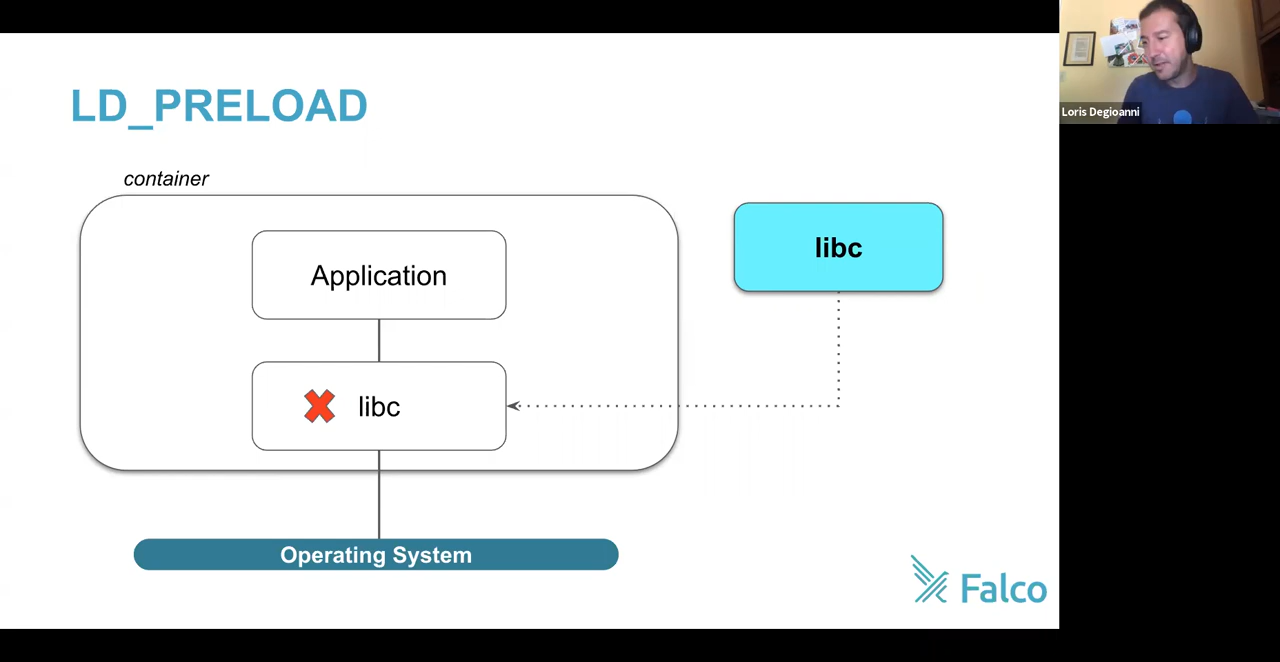 LD_PRELOAD
container
Application
libc
libc
Operating System
Falco
Loris Degioanni